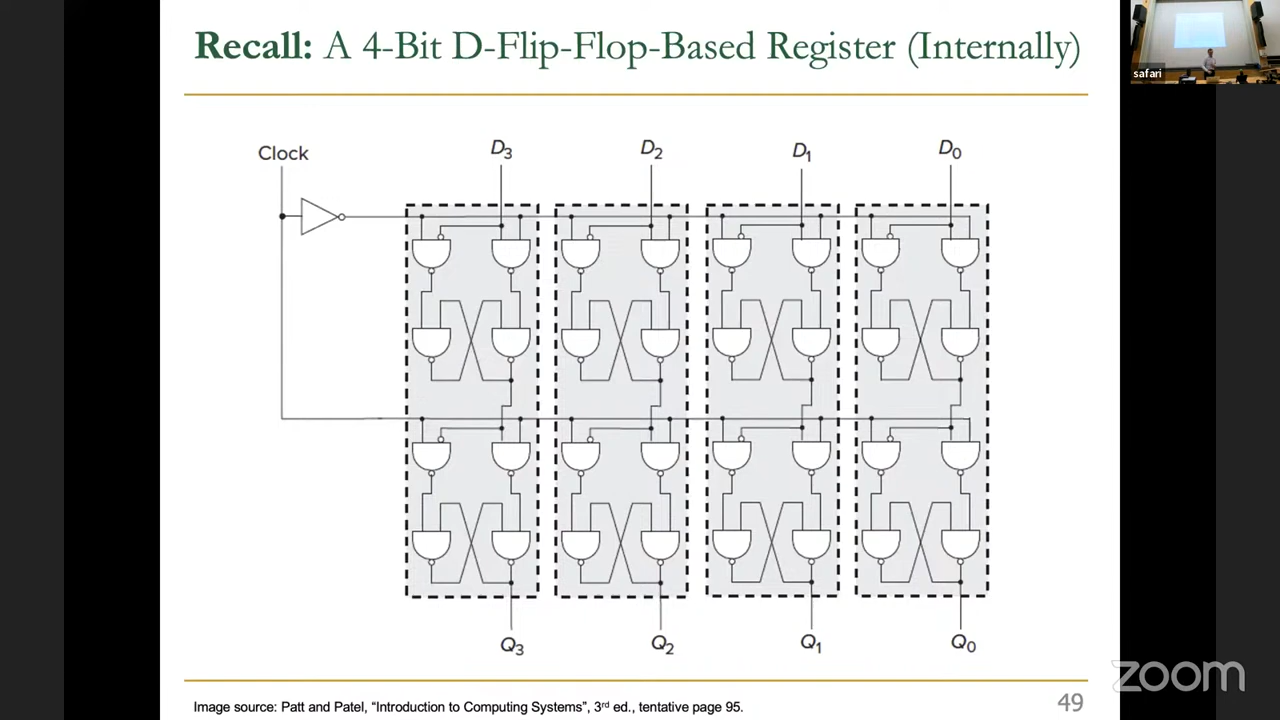 Recall: A 4-Bit D-Flip-Flop-Based Register (Internally)
safari
Clock
D3
D2
D1
D0
Q3
Q2
Q1
Q0
Image source: Patt and Patel, “Introduction to Computing Systems”, 3rd ed., tentative page 95.
49
zoom